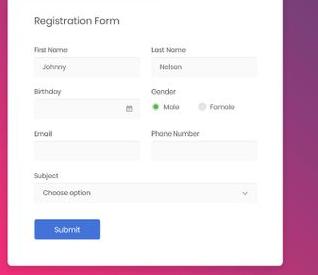 Registration Form
First Name Last Name
Johnny Nelson
Birthday Gender
Male Female
Email Phone Number
Subject
Choose option
Submit